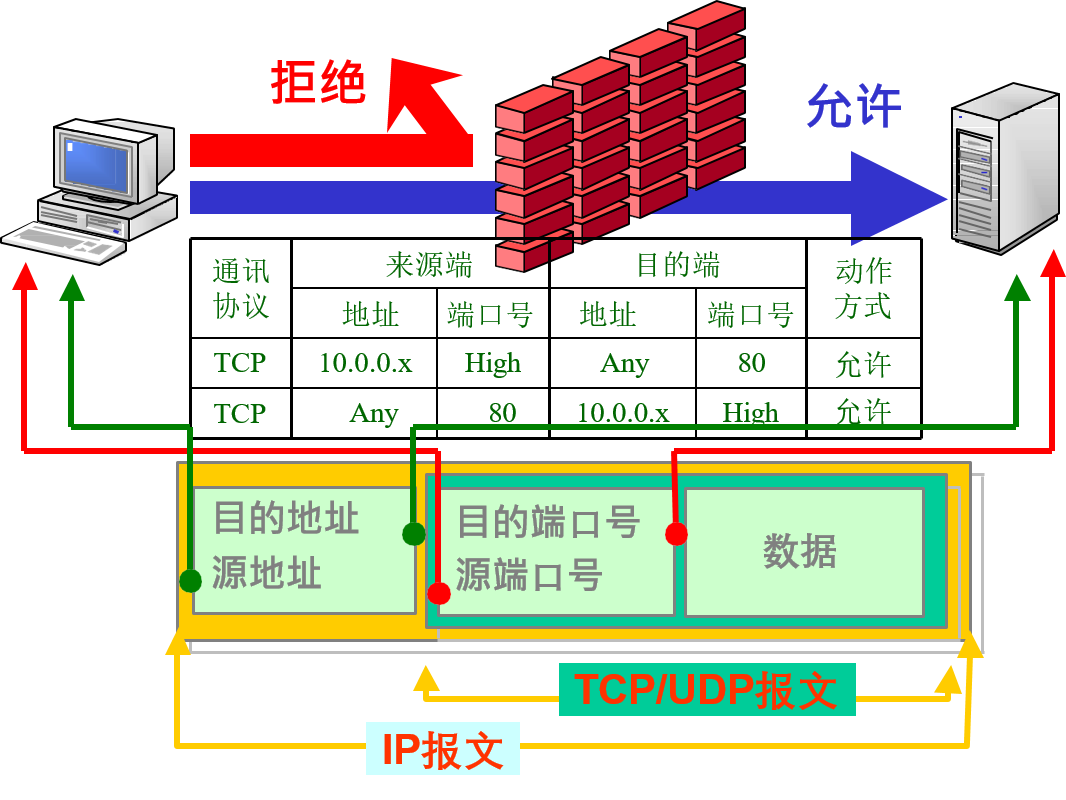 拒绝
允许
通讯协议 来源端 目的端 动作方式
地址 端口号 地址 端口号
TCP 10.0.0.x High Any 80 允许
TCP Any 80 10.0.0.x High 允许
目的地址
源地址
目的端口号
源端口号
数据
TCP/UDP报文
IP报文